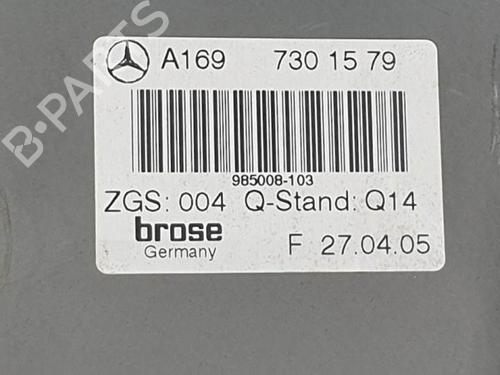 A169 730 15 79
985008-103
ZGS: 004 Q-Stand: Q14
brose
Germany F 27.04.05
B-PARTS